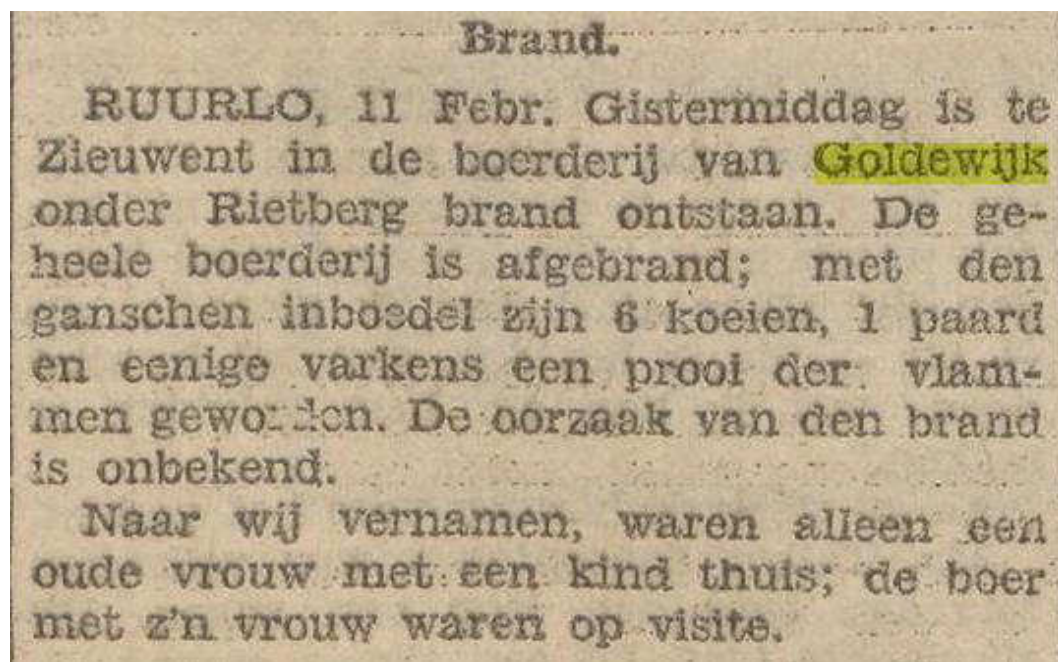 Brand.
RUURLO, 11 Febr. Gistermiddag is te
Zieuwent in de boerderij van Goldewijk
onder Rietberg brand ontstaan. De ge-
heele boerderij is afgebrand; met den
ganschen inboedel zijn 6 koeien, 1 paard
en eenige varkens een prooi der vlam-
men geworden. De oorzaak van den brand
is onbekend.
Naar wij vernamen, waren alleen een
oude vrouw met een kind thuis; de boer
met z'n vrouw waren op visite.